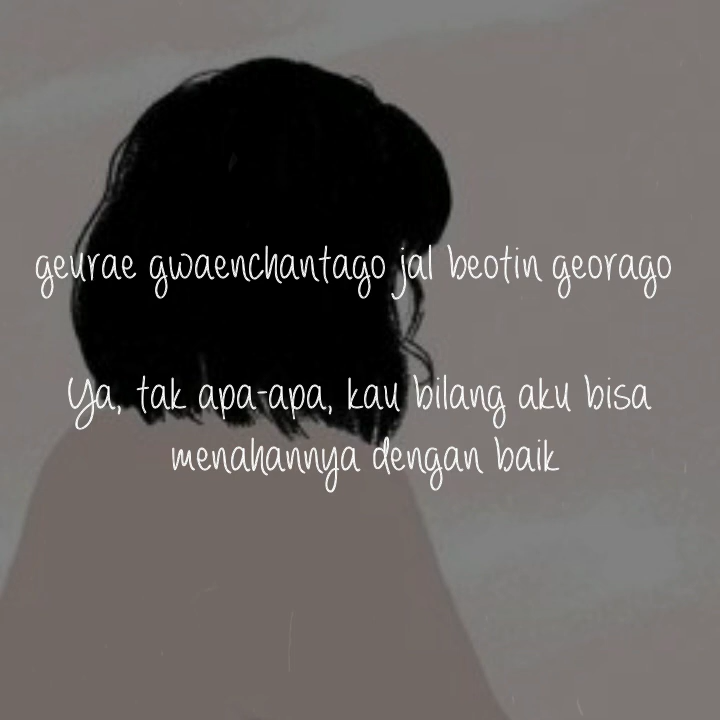 geurae gwaenchantago jal beotin georago
Ya, tak apa-apa, kau bilang aku bisa
menahannya dengan baik